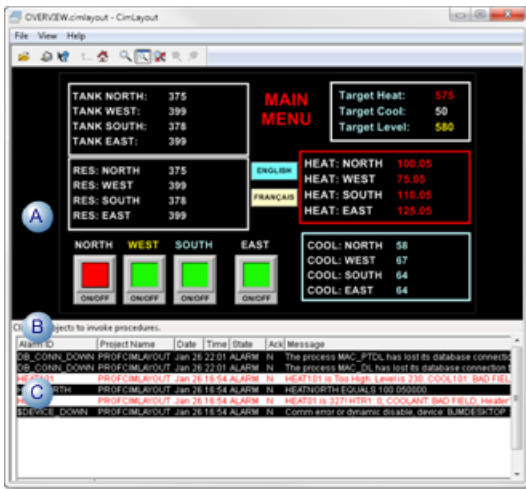 OVERVIEW.cimlayout - CimLayout
File View Help
TANK NORTH: 375
TANK WEST: 399
TANK SOUTH: 378
TANK EAST: 399
MAIN MENU
Target Heat: 575
Target Cool: 50
Target Level: 580
RES: NORTH 375
RES: WEST 399
RES: SOUTH 378
RES: EAST 399
ENGLISH
FRANÇAIS
HEAT: NORTH 100.05
HEAT: WEST 75.05
HEAT: SOUTH 110.05
HEAT: EAST 125.05
A
NORTH WEST SOUTH EAST
ON/OFF ON/OFF ON/OFF ON/OFF
COOL: NORTH 58
COOL: WEST 67
COOL: SOUTH 64
COOL: EAST 64
B
to invoke procedures.
Alarm ID Project Name Date Time State Ack Message
DB_CONN_DOWN PROFCIMLAYOUT Jan 26 22:01 ALARM N The process MAC_PTDL has lost its database connectio
DB_CONN_DOWN PROFCIMLAYOUT Jan 26 22:01 ALARM N The process MAC_DL has lost its database connection
PROFCIMLAYOUT Jan 26 16:54 ALARM N HEAT101 is Too High. Level is 230. COOL101: BAD FIEL
PROFCIMLAYOUT Jan 26 16:54 ALARM N HEATNORTH EQUALS 100.050000
C
PROFCIMLAYOUT Jan 26 16:54 ALARM N HEAT01 is 327! HTR1: 0, COOLANT: BAD FIELD, Heater
$DEVICE_DOWN PROFCIMLAYOUT Jan 26 16:54 ALARM N Comm error or dynamic disable, device: BJMDESKTOP